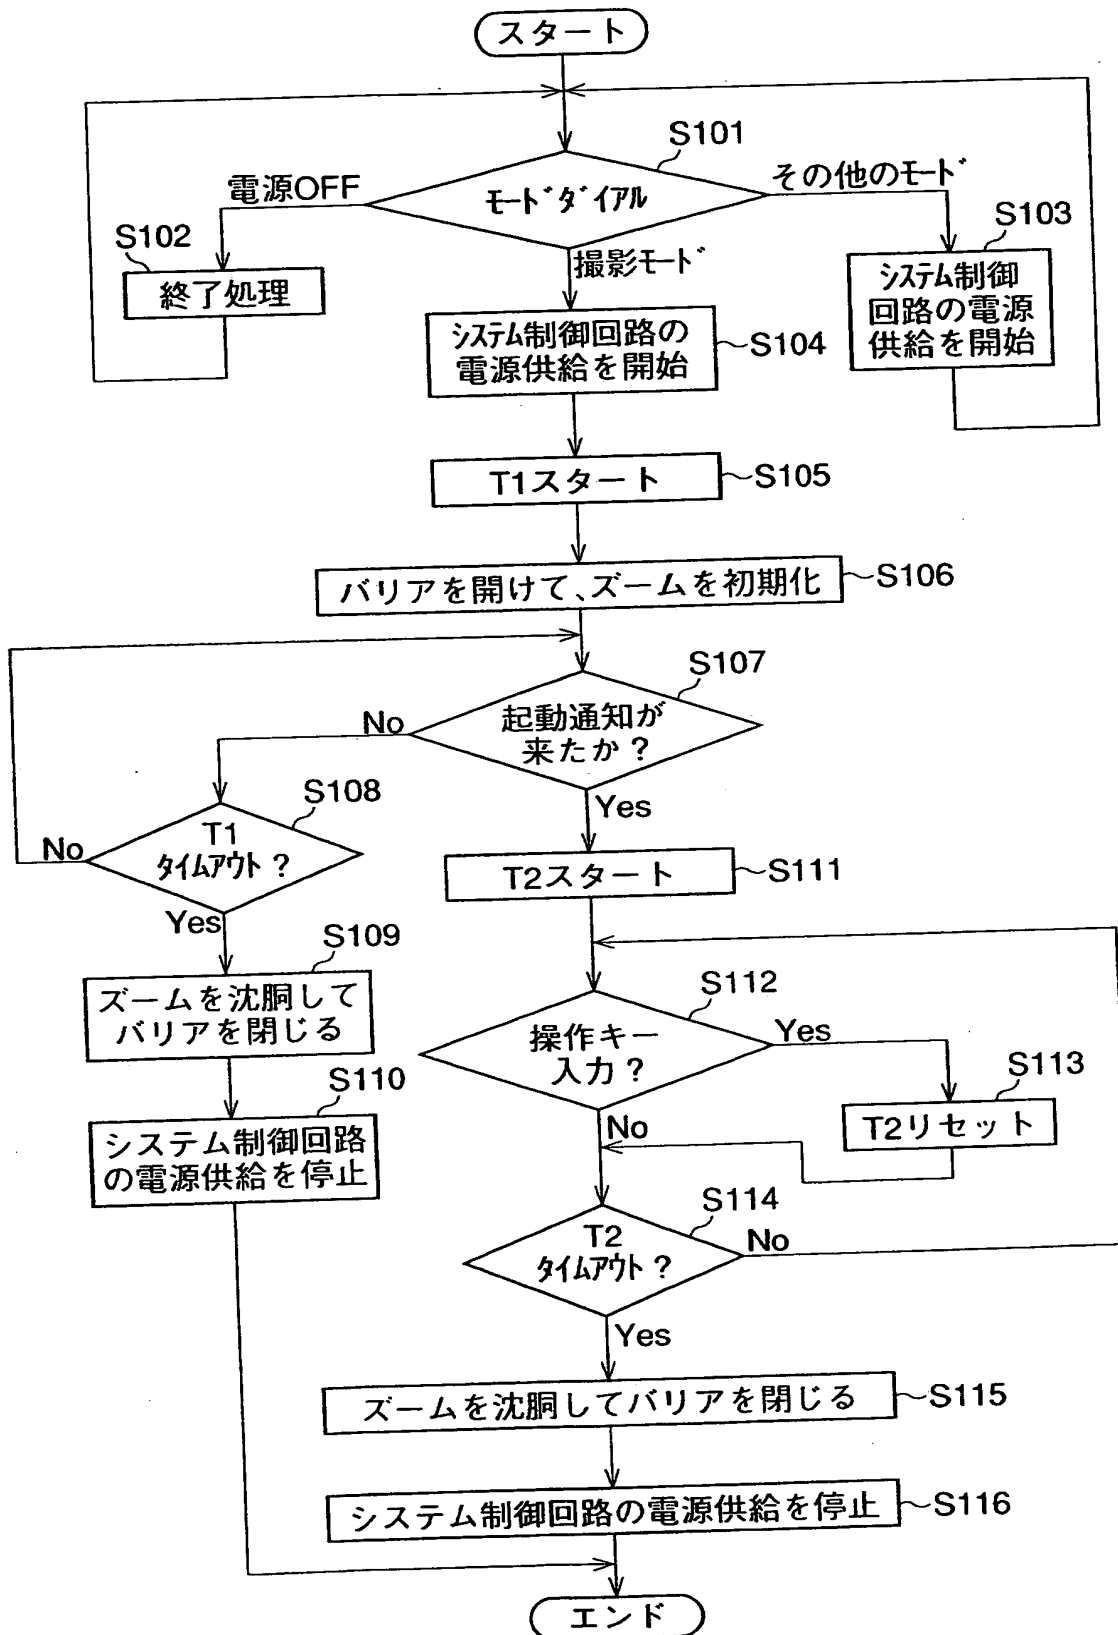 スタート
S101
モードダイアル
電源OFF
その他のモード
撮影モード
S102
終了処理
S103
システム制御
回路の電源
供給を開始
システム制御回路の
電源供給を開始
S104
T1スタート
S105
バリアを開けて、ズームを初期化
S106
S107
起動通知が
来たか？
No
Yes
S108
T1
タイムアウト？
No
Yes
T2スタート
S111
S109
ズームを沈胴して
バリアを閉じる
S112
操作キー
入力？
Yes
No
S113
T2リセット
S110
システム制御回路
の電源供給を停止
S114
T2
タイムアウト？
No
Yes
ズームを沈胴してバリアを閉じる
S115
システム制御回路の電源供給を停止
S116
エンド